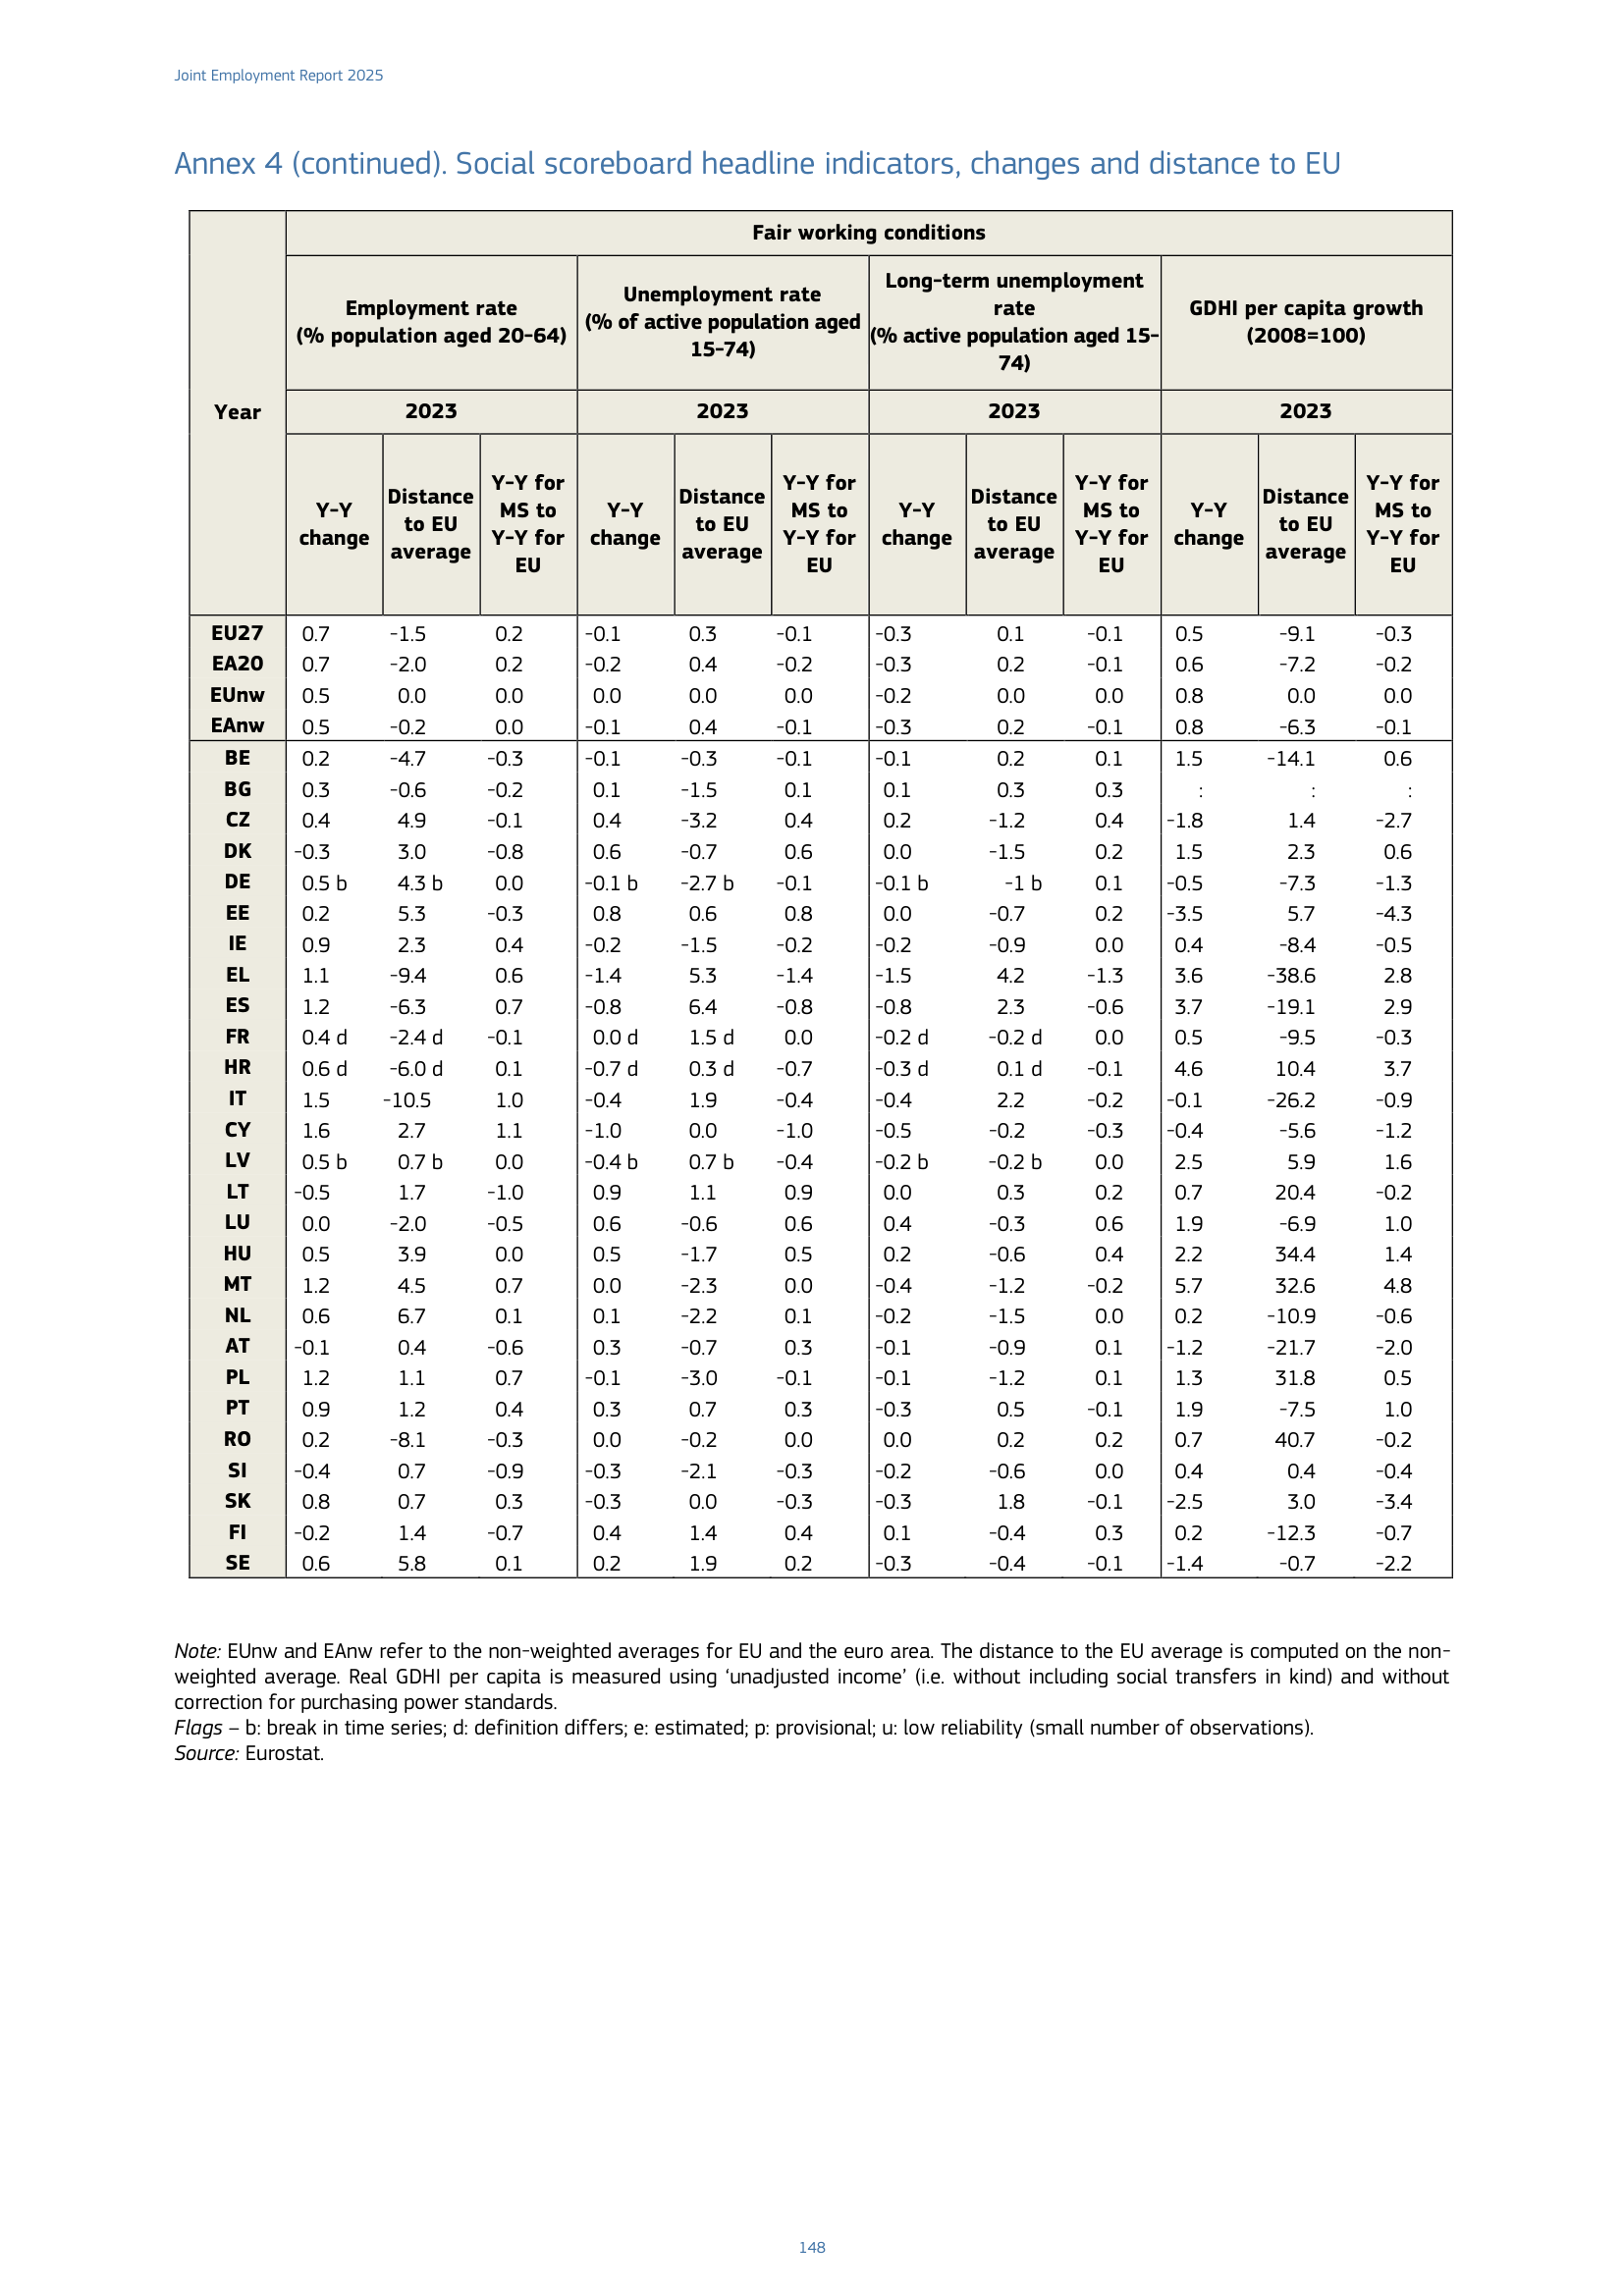 Joint Employment Report 2025
Annex 4 (continued). Social scoreboard headline indicators, changes and distance to EU
Year
Fair working conditions
Employment rate
(% population aged 20-64)
Unemployment rate
(% of active population aged
15-74)
Long-term unemployment
rate
(% active population aged 15-
74)
GDHI per capita growth
(2008=100)
2023 2023 2023 2023
Y-Y
change
Distance
to EU
average
Y-Y for
MS to
Y-Y for
EU
Y-Y
change
Distance
to EU
average
Y-Y for
MS to
Y-Y for
EU
Y-Y
change
Distance
to EU
average
Y-Y for
MS to
Y-Y for
EU
Y-Y
change
Distance
to EU
average
Y-Y for
MS to
Y-Y for
EU
EU27 0.7 -1.5 0.2 -0.1 0.3 -0.1 -0.3 0.1 -0.1 0.5 -9.1 -0.3
EA20 0.7 -2.0 0.2 -0.2 0.4 -0.2 -0.3 0.2 -0.1 0.6 -7.2 -0.2
EUnw 0.5 0.0 0.0 0.0 0.0 0.0 -0.2 0.0 0.0 0.8 0.0 0.0
EAnw 0.5 -0.2 0.0 -0.1 0.4 -0.1 -0.3 0.2 -0.1 0.8 -6.3 -0.1
BE 0.2 -4.7 -0.3 -0.1 -0.3 -0.1 -0.1 0.2 0.1 1.5 -14.1 0.6
BG 0.3 -0.6 -0.2 0.1 -1.5 0.1 0.1 0.3 0.3 : : :
CZ 0.4 4.9 -0.1 0.4 -3.2 0.4 0.2 -1.2 0.4 -1.8 1.4 -2.7
DK -0.3 3.0 -0.8 0.6 -0.7 0.6 0.0 -1.5 0.2 1.5 2.3 0.6
DE 0.5 b 4.3 b 0.0 -0.1 b -2.7 b -0.1 -0.1 b -1 b 0.1 -0.5 -7.3 -1.3
EE 0.2 5.3 -0.3 0.8 0.6 0.8 0.0 -0.7 0.2 -3.5 5.7 -4.3
IE 0.9 2.3 0.4 -0.2 -1.5 -0.2 -0.2 -0.9 0.0 0.4 -8.4 -0.5
EL 1.1 -9.4 0.6 -1.4 5.3 -1.4 -1.5 4.2 -1.3 3.6 -38.6 2.8
ES 1.2 -6.3 0.7 -0.8 6.4 -0.8 -0.8 2.3 -0.6 3.7 -19.1 2.9
FR 0.4 d -2.4 d -0.1 0.0 d 1.5 d 0.0 -0.2 d -0.2 d 0.0 0.5 -9.5 -0.3
HR 0.6 d -6.0 d 0.1 -0.7 d 0.3 d -0.7 -0.3 d 0.1 d -0.1 4.6 10.4 3.7
IT 1.5 -10.5 1.0 -0.4 1.9 -0.4 -0.4 2.2 -0.2 -0.1 -26.2 -0.9
CY 1.6 2.7 1.1 -1.0 0.0 -1.0 -0.5 -0.2 -0.3 -0.4 -5.6 -1.2
LV 0.5 b 0.7 b 0.0 -0.4 b 0.7 b -0.4 -0.2 b -0.2 b 0.0 2.5 5.9 1.6
LT -0.5 1.7 -1.0 0.9 1.1 0.9 0.0 0.3 0.2 0.7 20.4 -0.2
LU 0.0 -2.0 -0.5 0.6 -0.6 0.6 0.4 -0.3 0.6 1.9 -6.9 1.0
HU 0.5 3.9 0.0 0.5 -1.7 0.5 0.2 -0.6 0.4 2.2 34.4 1.4
MT 1.2 4.5 0.7 0.0 -2.3 0.0 -0.4 -1.2 -0.2 5.7 32.6 4.8
NL 0.6 6.7 0.1 0.1 -2.2 0.1 -0.2 -1.5 0.0 0.2 -10.9 -0.6
AT -0.1 0.4 -0.6 0.3 -0.7 0.3 -0.1 -0.9 0.1 -1.2 -21.7 -2.0
PL 1.2 1.1 0.7 -0.1 -3.0 -0.1 -0.1 -1.2 0.1 1.3 31.8 0.5
PT 0.9 1.2 0.4 0.3 0.7 0.3 -0.3 0.5 -0.1 1.9 -7.5 1.0
RO 0.2 -8.1 -0.3 0.0 -0.2 0.0 0.0 0.2 0.2 0.7 40.7 -0.2
SI -0.4 0.7 -0.9 -0.3 -2.1 -0.3 -0.2 -0.6 0.0 0.4 0.4 -0.4
SK 0.8 0.7 0.3 -0.3 0.0 -0.3 -0.3 1.8 -0.1 -2.5 3.0 -3.4
FI -0.2 1.4 -0.7 0.4 1.4 0.4 0.1 -0.4 0.3 0.2 -12.3 -0.7
SE 0.6 5.8 0.1 0.2 1.9 0.2 -0.3 -0.4 -0.1 -1.4 -0.7 -2.2
Note: EUnw and EAnw refer to the non-weighted averages for EU and the euro area. The distance to the EU average is computed on the non-
weighted average. Real GDHI per capita is measured using ‘unadjusted income’ (i.e. without including social transfers in kind) and without
correction for purchasing power standards.
Flags – b: break in time series; d: definition differs; e: estimated; p: provisional; u: low reliability (small number of observations).
Source: Eurostat.
148